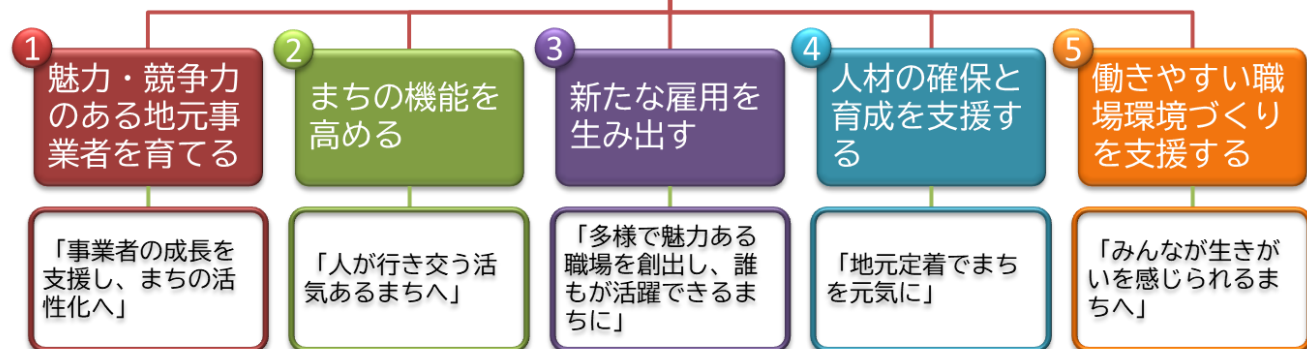 1
魅力・競争力
のある地元事
業者を育てる
「事業者の成長を
支援し、まちの活
性化へ」
2
まちの機能を
高める
「人が行き交う活
気あるまちへ」
3
新たな雇用を
生み出す
「多様で魅力ある
職場を創出し、誰
もが活躍できるま
ちに」
4
人材の確保と
育成を支援す
る
「地元定着でまち
を元気に」
5
働きやすい職
場環境づくり
を支援する
「みんなが生きが
いを感じられるま
ちへ」